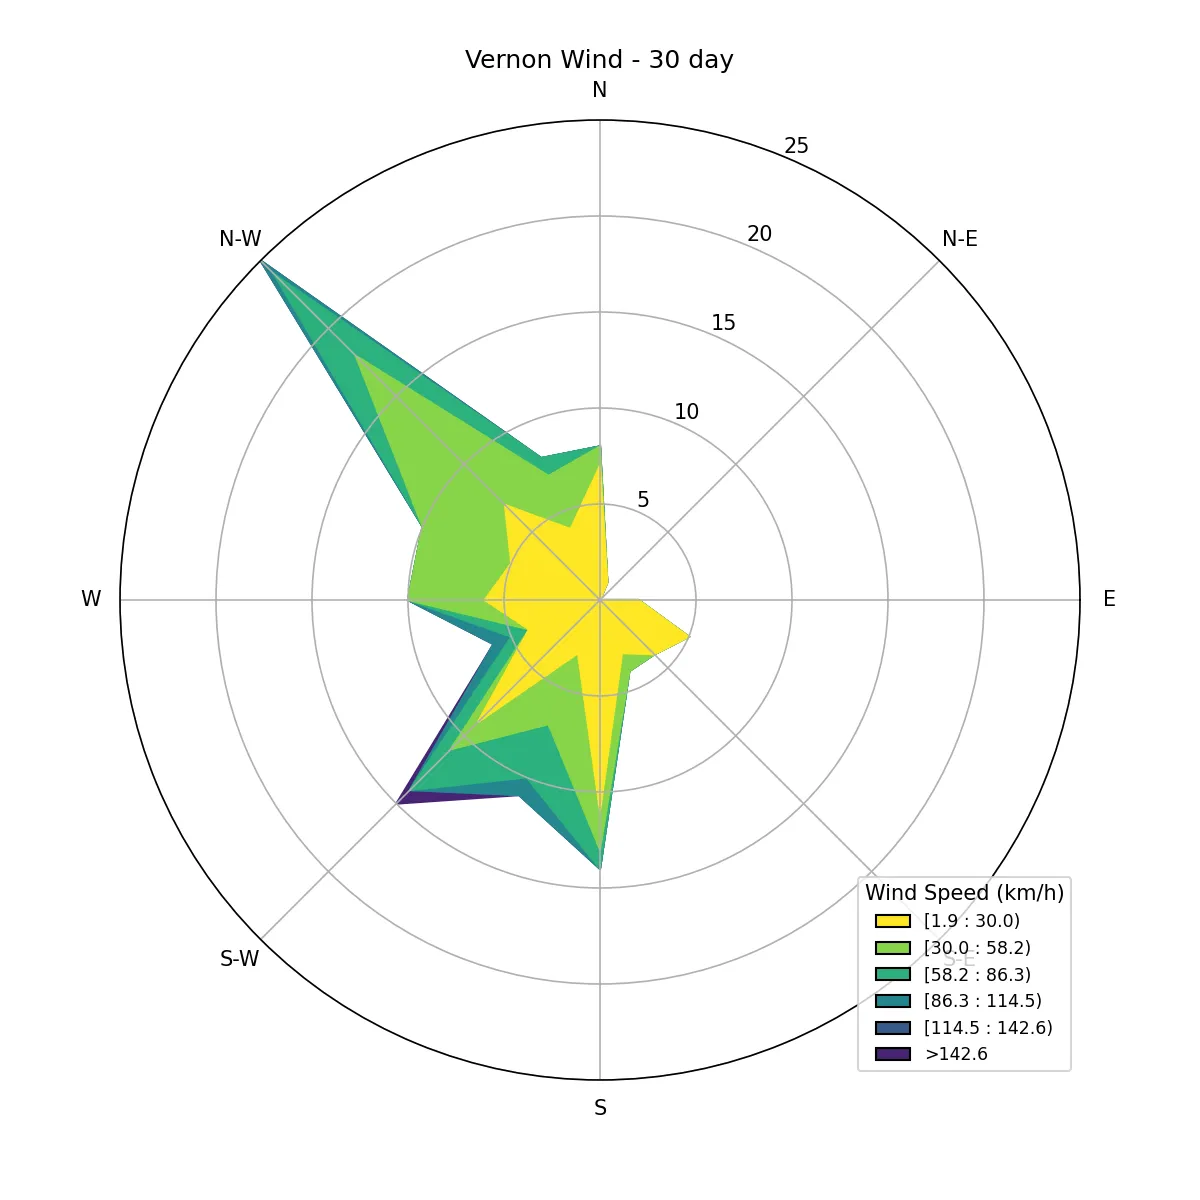 Vernon Wind - 30 day
N
25
N-W
20
N-E
15
10
5
W
E
Wind Speed (km/h)
[1.9 : 30.0)
[30.0 : 58.2)
S-W
S-E
[58.2 : 86.3)
[86.3 : 114.5)
[114.5 : 142.6)
>142.6
S